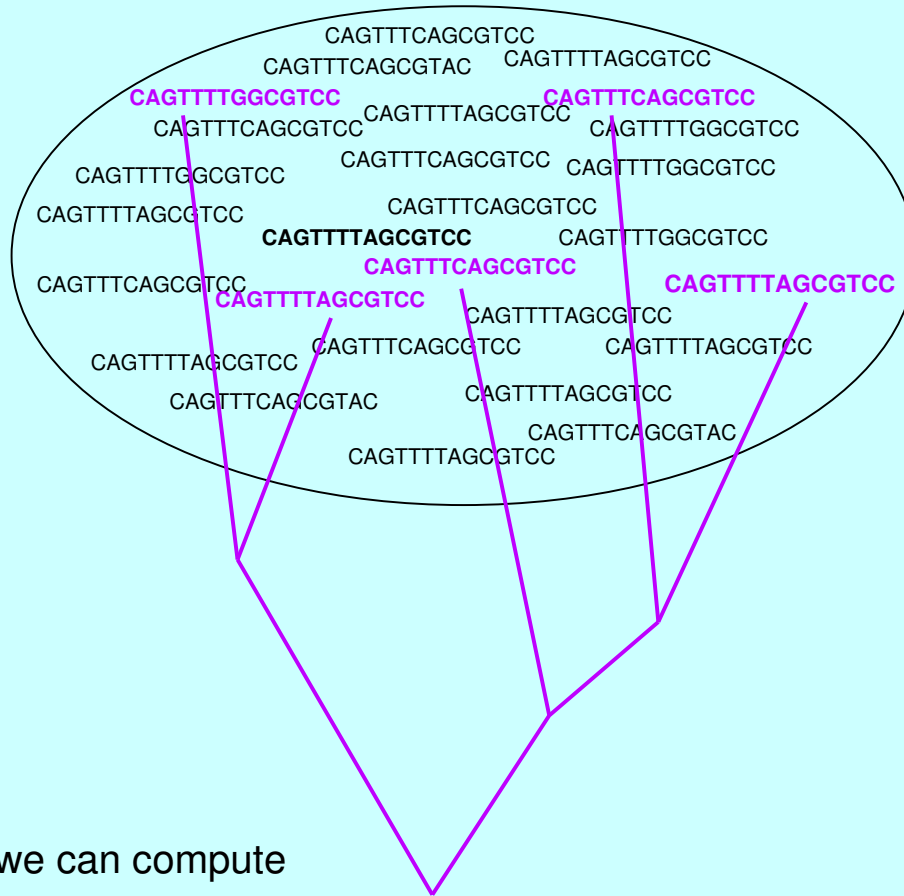 CAGTTTCAGCGTCC
CAGTTTCAGCGTAC CAGTTTTAGCGTCC
CAGTTTTGGCGTCC CAGTTTCAGCGTCC
CAGTTTCAGCGTCC CAGTTTTAGCGTCC CAGTTTTGGCGTCC
CAGTTTTGGCGTCC CAGTTTCAGCGTCC CAGTTTTGGCGTCC
CAGTTTTAGCGTCC CAGTTTCAGCGTCC
CAGTTTTAGCGTCC CAGTTTTGGCGTCC
CAGTTTCAGCGTCC
CAGTTTCAGCGTCC CAGTTTTAGCGTCC CAGTTTTAGCGTCC
CAGTTTTAGCGTCC
CAGTTTTAGCGTCC CAGTTTCAGCGTCC CAGTTTTAGCGTCC
CAGTTTCAGCGTAC CAGTTTTAGCGTCC
CAGTTTCAGCGTAC
CAGTTTTAGCGTCC
we can compute